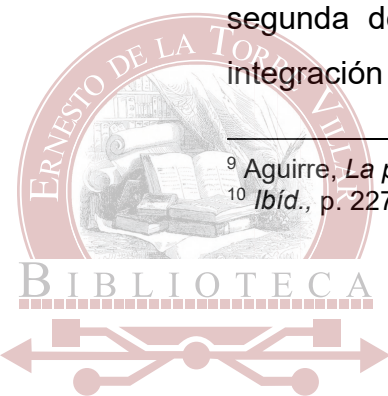 segunda de
integración
⁹ Aguirre, La p
¹⁰ Ibíd., p. 227
ERNESTO DE LA TORRE VILLAR
BIBLIOTECA